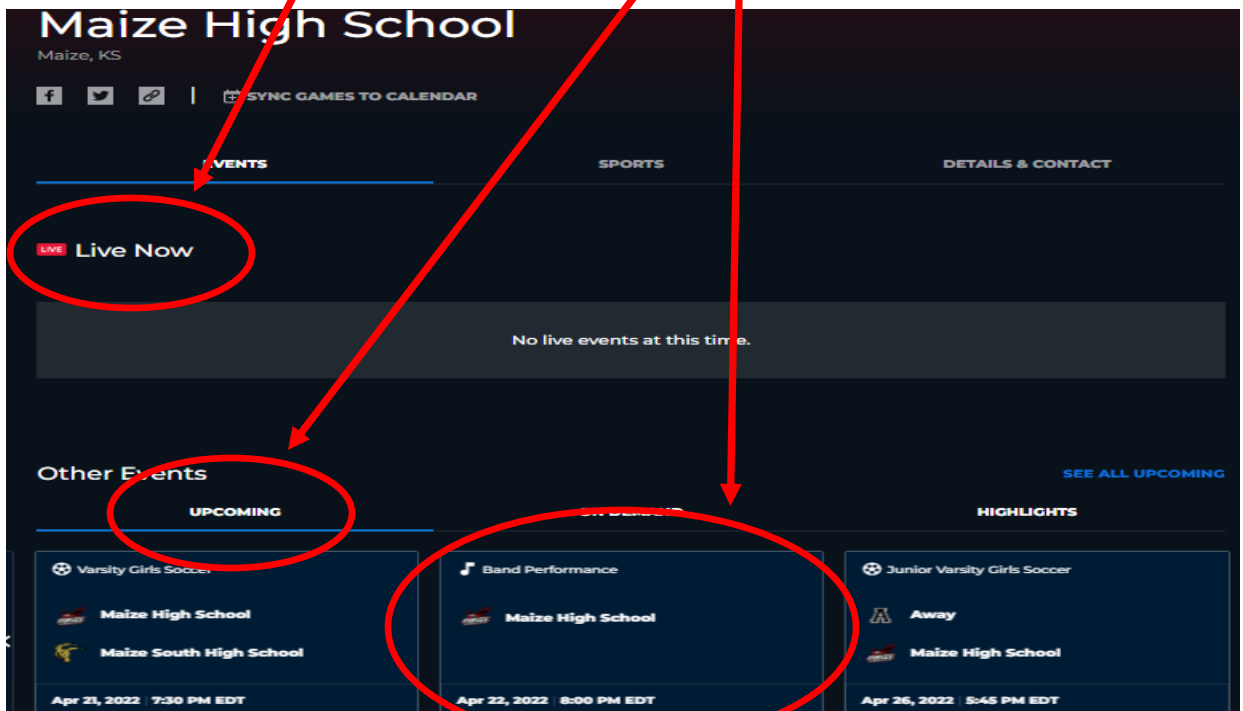 Maize High School
Maize, KS
SYNC GAMES TO CALENDAR
EVENTS SPORTS DETAILS & CONTACT
LIVE Live Now
No live events at this time.
Other Events SEE ALL UPCOMING
UPCOMING ON DEMAND HIGHLIGHTS
Varsity Girls Soccer Band Performance Junior Varsity Girls Soccer
Maize High School Maize High School Away
Maize South High School Maize High School
Apr 21, 2022 | 7:30 PM EDT Apr 22, 2022 | 8:00 PM EDT Apr 26, 2022 | 5:45 PM EDT